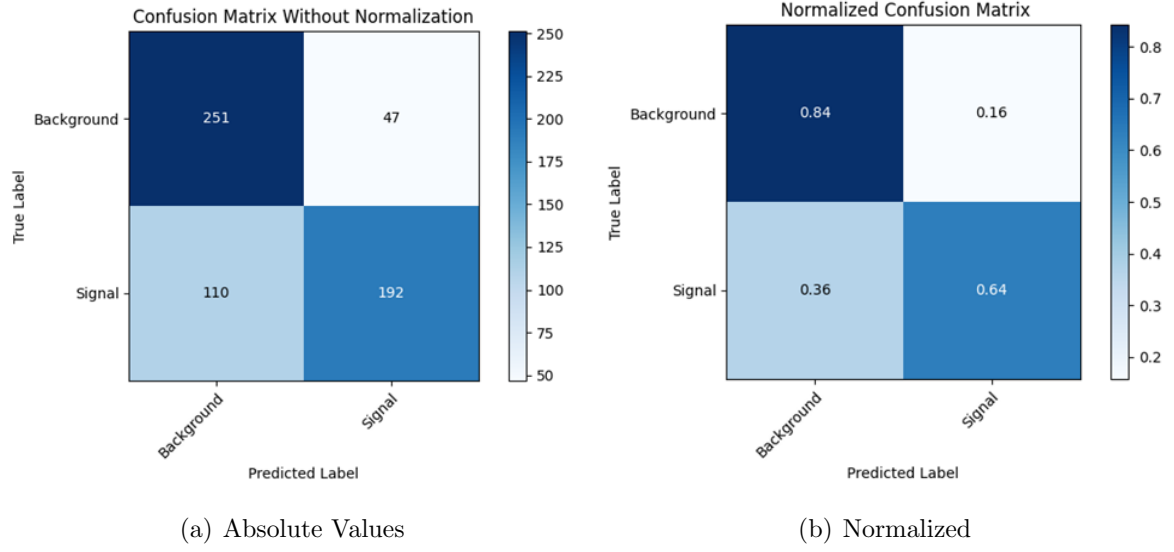 Confusion Matrix Without Normalization
250
225
200
175
150
125
100
75
50
Background
Signal
True Label
251
47
110
192
Background
Signal
Predicted Label
(a) Absolute Values
Normalized Confusion Matrix
0.8
0.7
0.6
0.5
0.4
0.3
0.2
Background
Signal
True Label
0.84
0.16
0.36
0.64
Background
Signal
Predicted Label
(b) Normalized